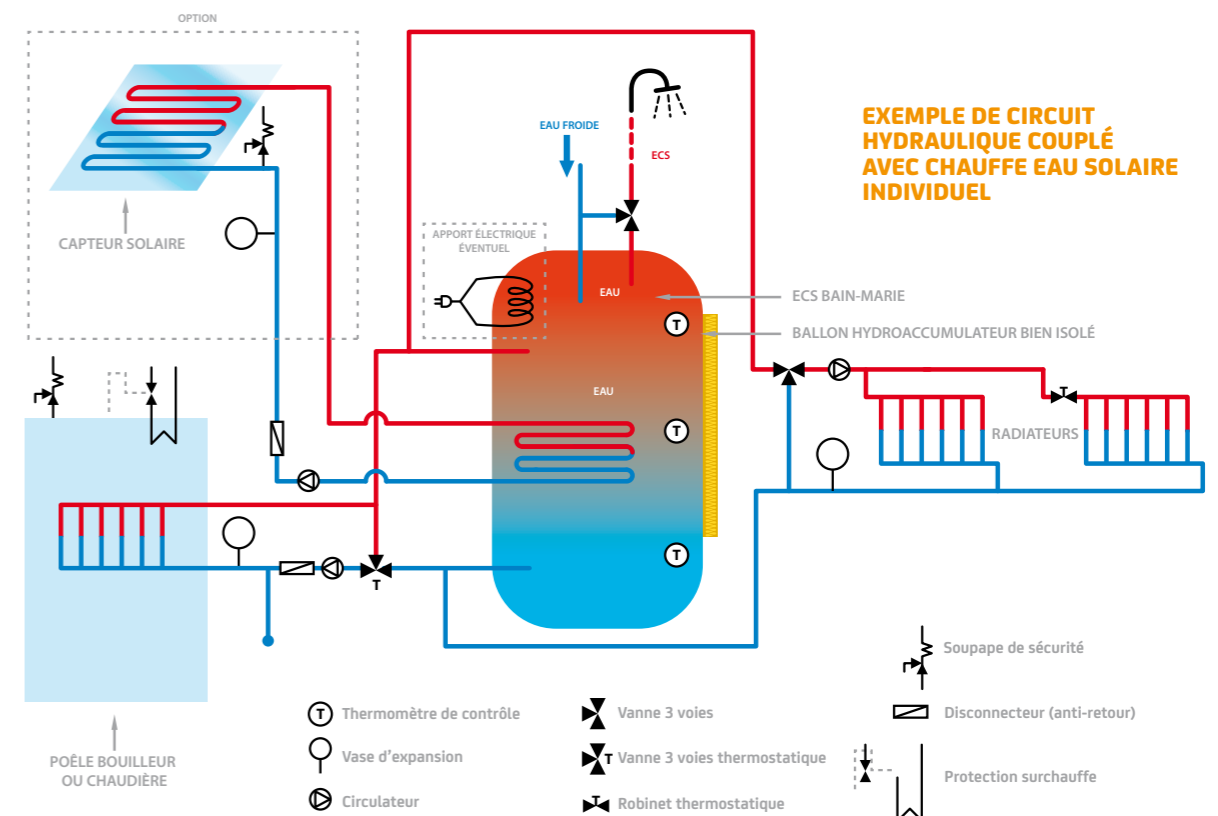 OPTION
EXEMPLE DE CIRCUIT
HYDRAULIQUE COUPLÉ
AVEC CHAUFFE EAU SOLAIRE
INDIVIDUEL
EAU FROIDE
ECS
CAPTEUR SOLAIRE
APPORT ÉLECTRIQUE
ÉVENTUEL
EAU
ECS BAIN-MARIE
T
BALLON HYDROACCUMULATEUR BIEN ISOLÉ
EAU
T
T
RADIATEURS
T
T
POÊLE BOUILLEUR
OU CHAUDIÈRE
T Thermomètre de contrôle
Vase d'expansion
Circulateur
Vanne 3 voies
T Vanne 3 voies thermostatique
T Robinet thermostatique
Soupape de sécurité
Disconnecteur (anti-retour)
Protection surchauffe